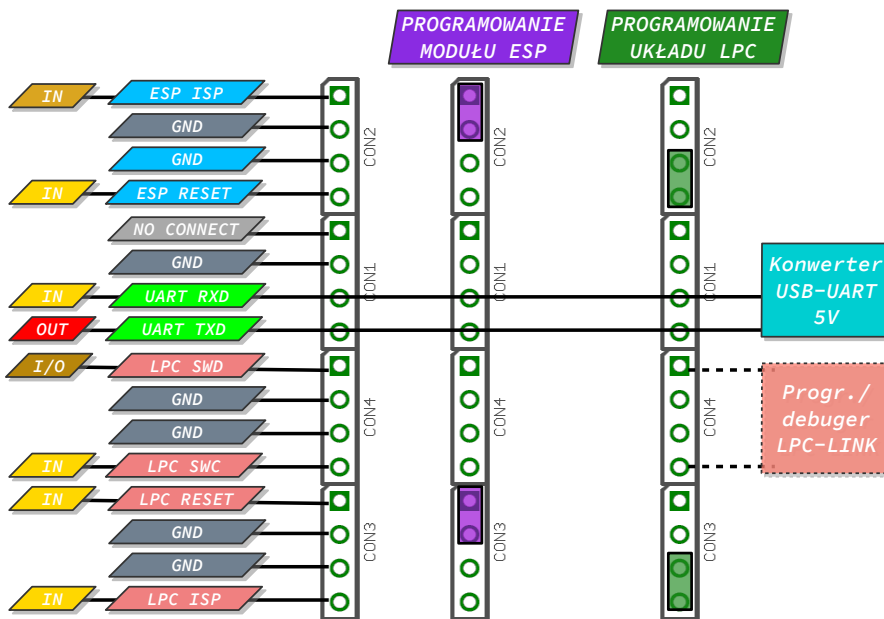 PROGRAMOWANIE
MODUŁU ESP
PROGRAMOWANIE
UKŁADU LPC
IN
ESP ISP
GND
GND
IN
ESP RESET
CON2
CON2
CON2
NO CONNECT
GND
IN
UART RXD
OUT
UART TXD
CON1
CON1
CON1
Konwerter
USB-UART
5V
I/O
LPC SWD
GND
GND
IN
LPC SWC
CON4
CON4
CON4
Progr./
debuger
LPC-LINK
IN
LPC RESET
GND
GND
IN
LPC ISP
CON3
CON3
CON3